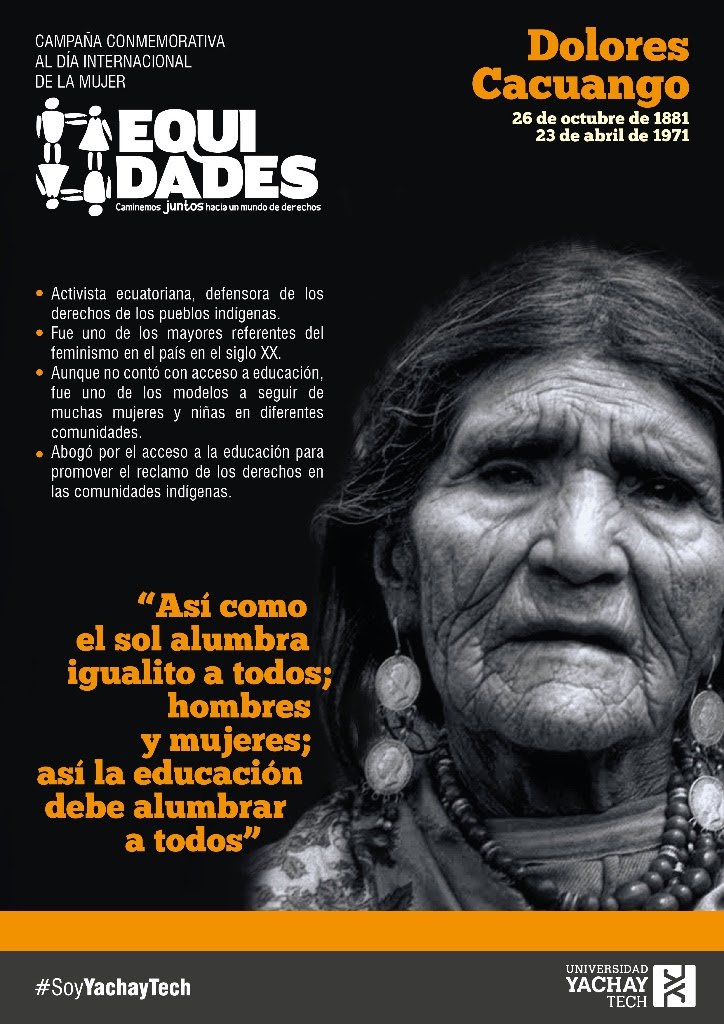 CAMPAÑA CONMEMORATIVA
AL DÍA INTERNACIONAL
DE LA MUJER
EQUI
DADES
Caminemos juntos hacia un mundo de derechos
Dolores
Cacuango
26 de octubre de 1881
23 de abril de 1971
• Activista ecuatoriana, defensora de los
derechos de los pueblos indígenas.
• Fue uno de los mayores referentes del
feminismo en el país en el siglo XX.
• Aunque no contó con acceso a educación,
fue uno de los modelos a seguir de
muchas mujeres y niñas en diferentes
comunidades.
• Abogó por el acceso a la educación para
promover el reclamo de los derechos en
las comunidades indígenas.
“Así como
el sol alumbra
igualito a todos;
hombres
y mujeres;
así la educación
debe alumbrar
a todos”
#SoyYachayTech
UNIVERSIDAD
YACHAY
TECH